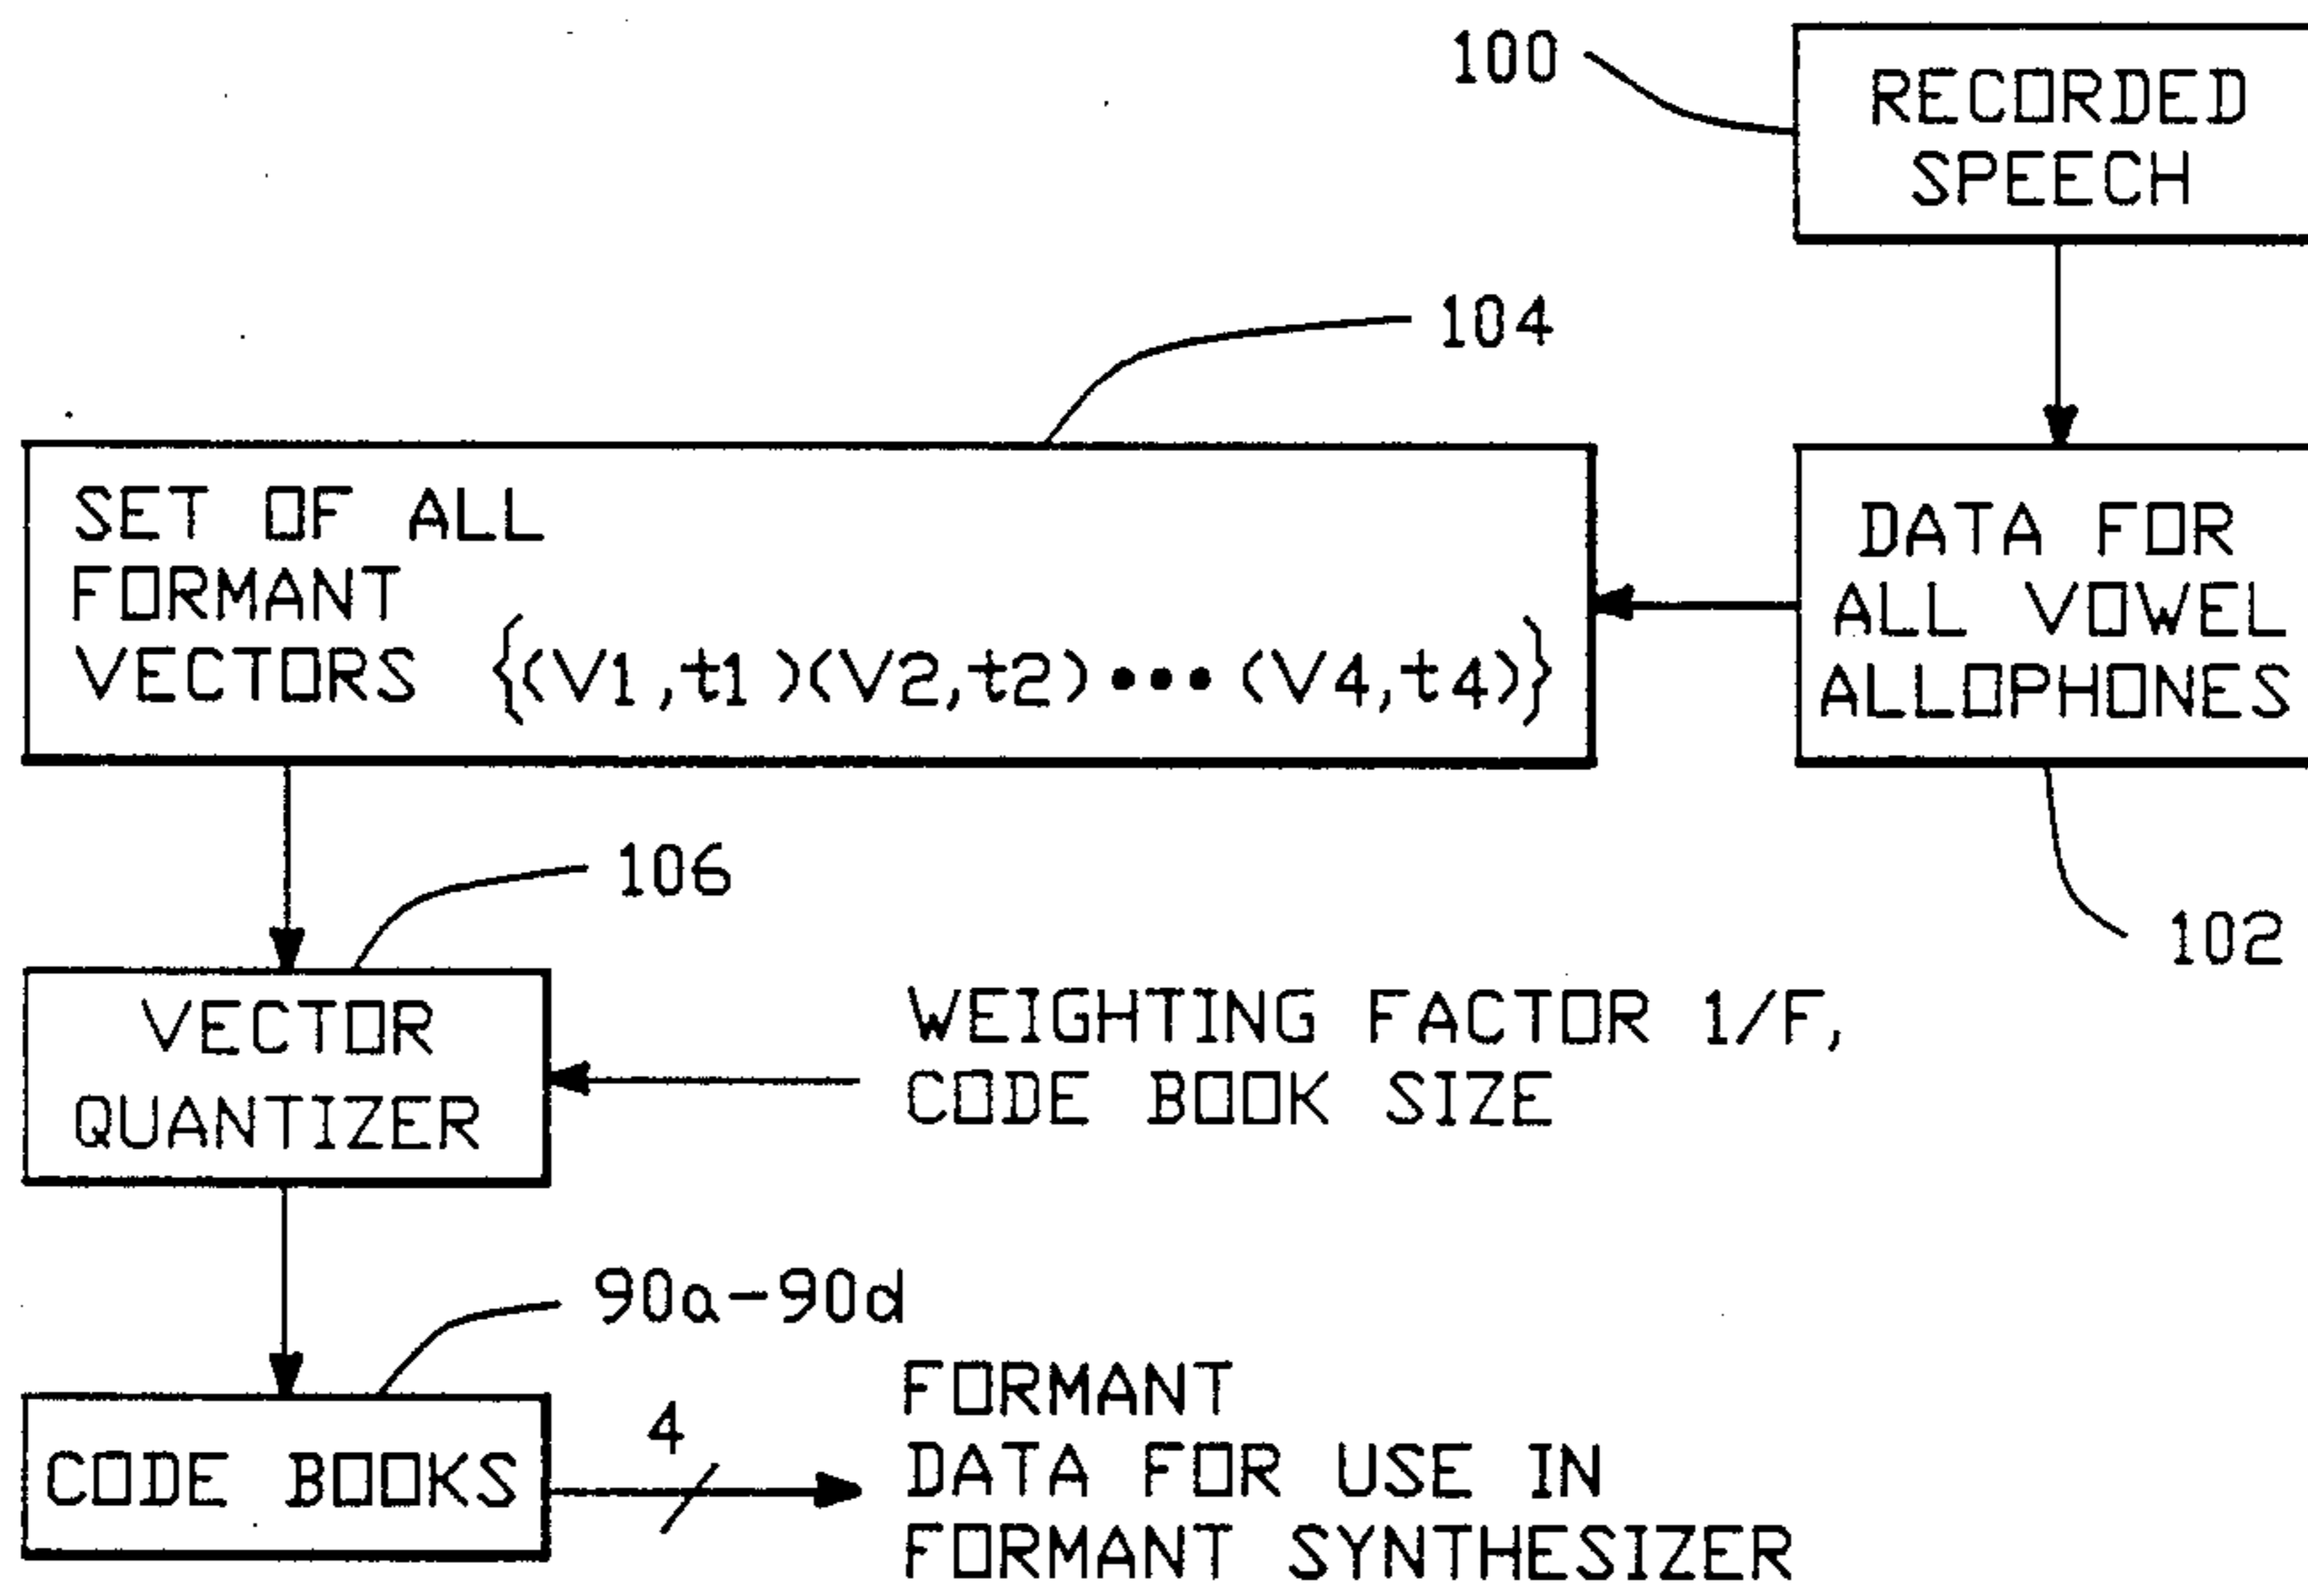 100
RECORDED
SPEECH
104
SET OF ALL
FORMANT
VECTORS {(V1,t1)(V2,t2)•••(V4,t4)}
DATA FOR
ALL VOWEL
ALLOPHONES
102
106
VECTOR
QUANTIZER
WEIGHTING FACTOR 1/F,
CODE BOOK SIZE
90a-90d
CODE BOOKS
4
FORMANT
DATA FOR USE IN
FORMANT SYNTHESIZER